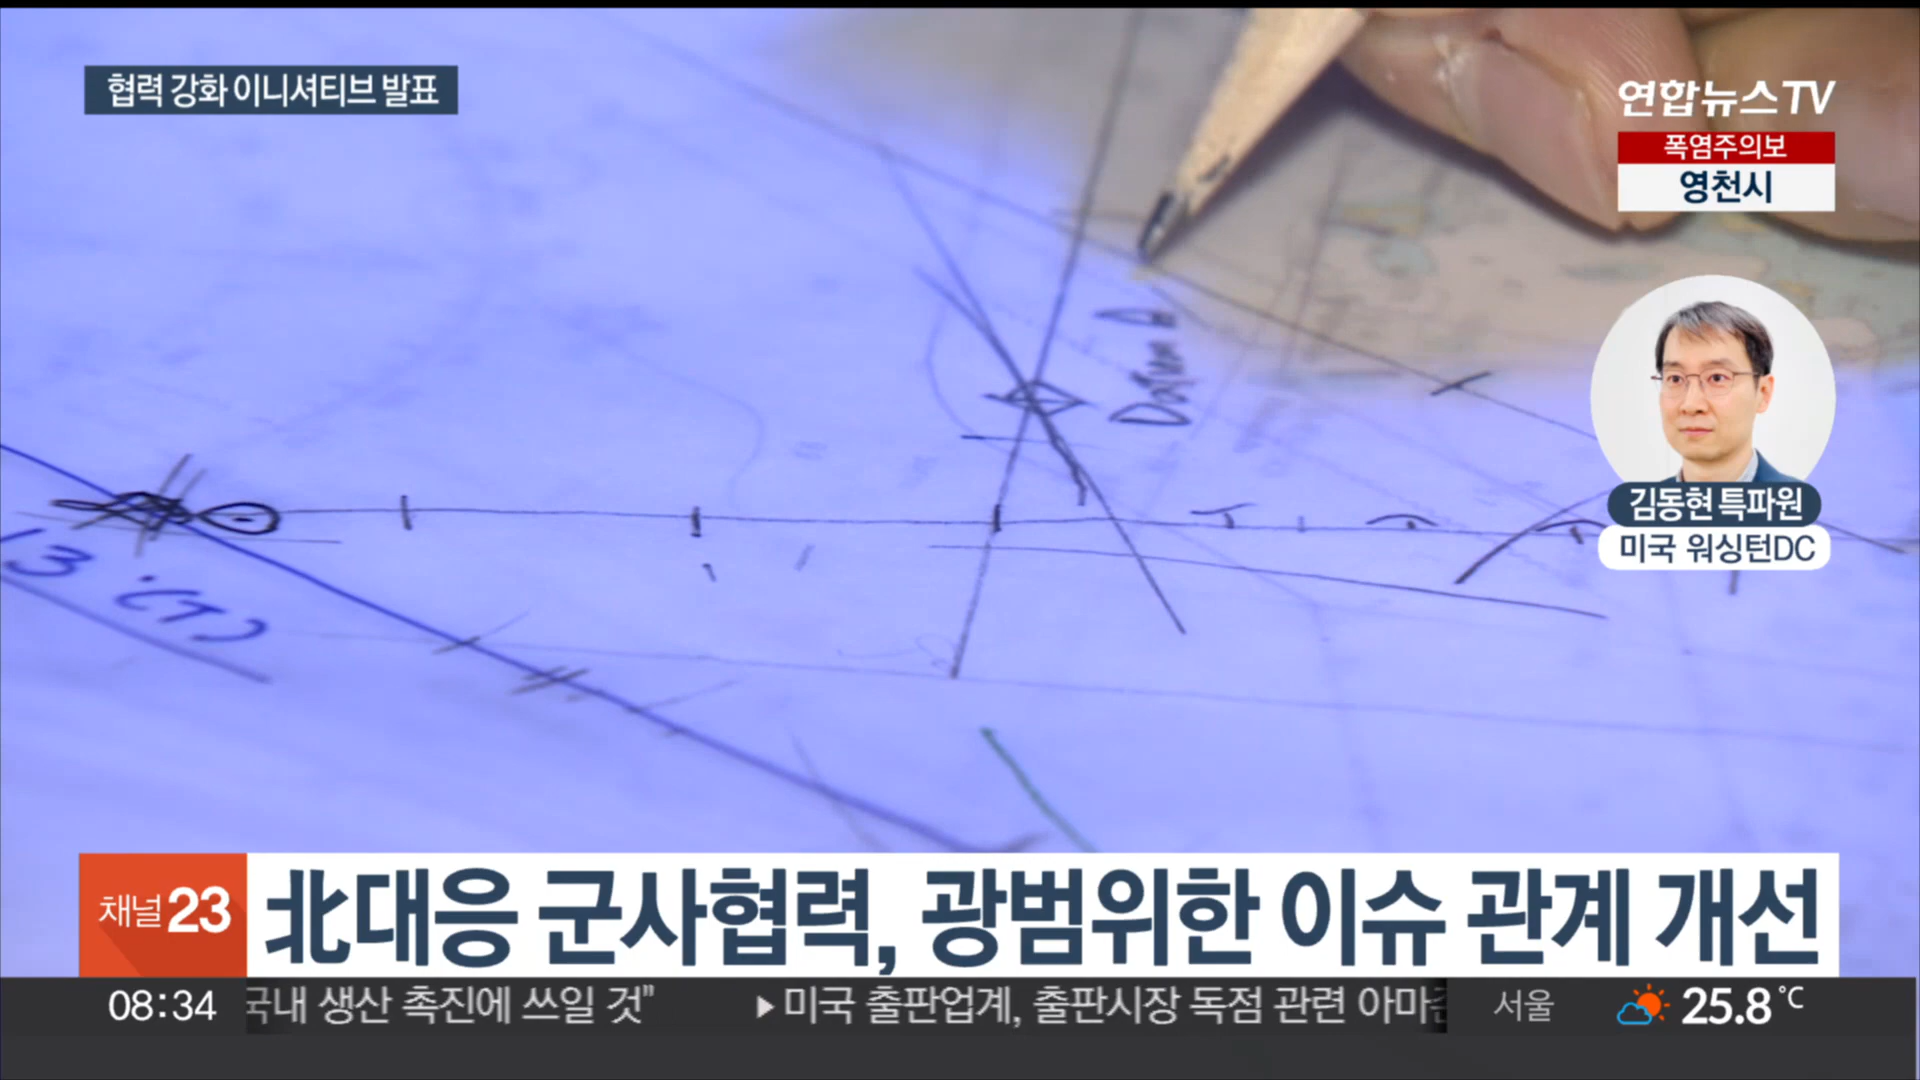 협력 강화 이니셔티브 발표
연합뉴스TV
폭염주의보
영천시
Datum A
김동현 특파원
미국 워싱턴DC
13 (T)
채널23
北대응 군사협력, 광범위한 이슈 관계 개선
08:34
국내 생산 촉진에 쓰일 것” ▶미국 출판업계, 출판시장 독점 관련
서울
25.8℃